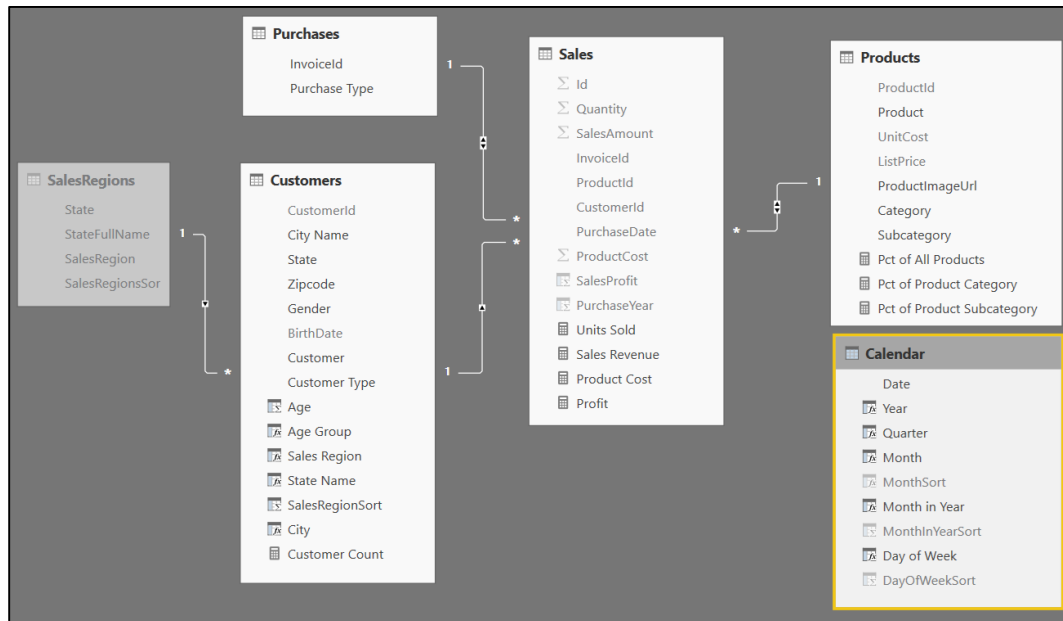 Purchases
InvoiceId
Purchase Type
SalesRegions
State
StateFullName
SalesRegion
SalesRegionsSor
Customers
CustomerId
City Name
State
Zipcode
Gender
BirthDate
Customer
Customer Type
Age
Age Group
Sales Region
State Name
SalesRegionSort
City
Customer Count
Sales
Id
Quantity
SalesAmount
InvoiceId
ProductId
CustomerId
PurchaseDate
ProductCost
SalesProfit
PurchaseYear
Units Sold
Sales Revenue
Product Cost
Profit
Products
ProductId
Product
UnitCost
ListPrice
ProductImageUrl
Category
Subcategory
Pct of All Products
Pct of Product Category
Pct of Product Subcategory
Calendar
Date
Year
Quarter
Month
MonthSort
Month in Year
MonthInYearSort
Day of Week
DayOfWeekSort
1
*
1
*
1
*
1
*